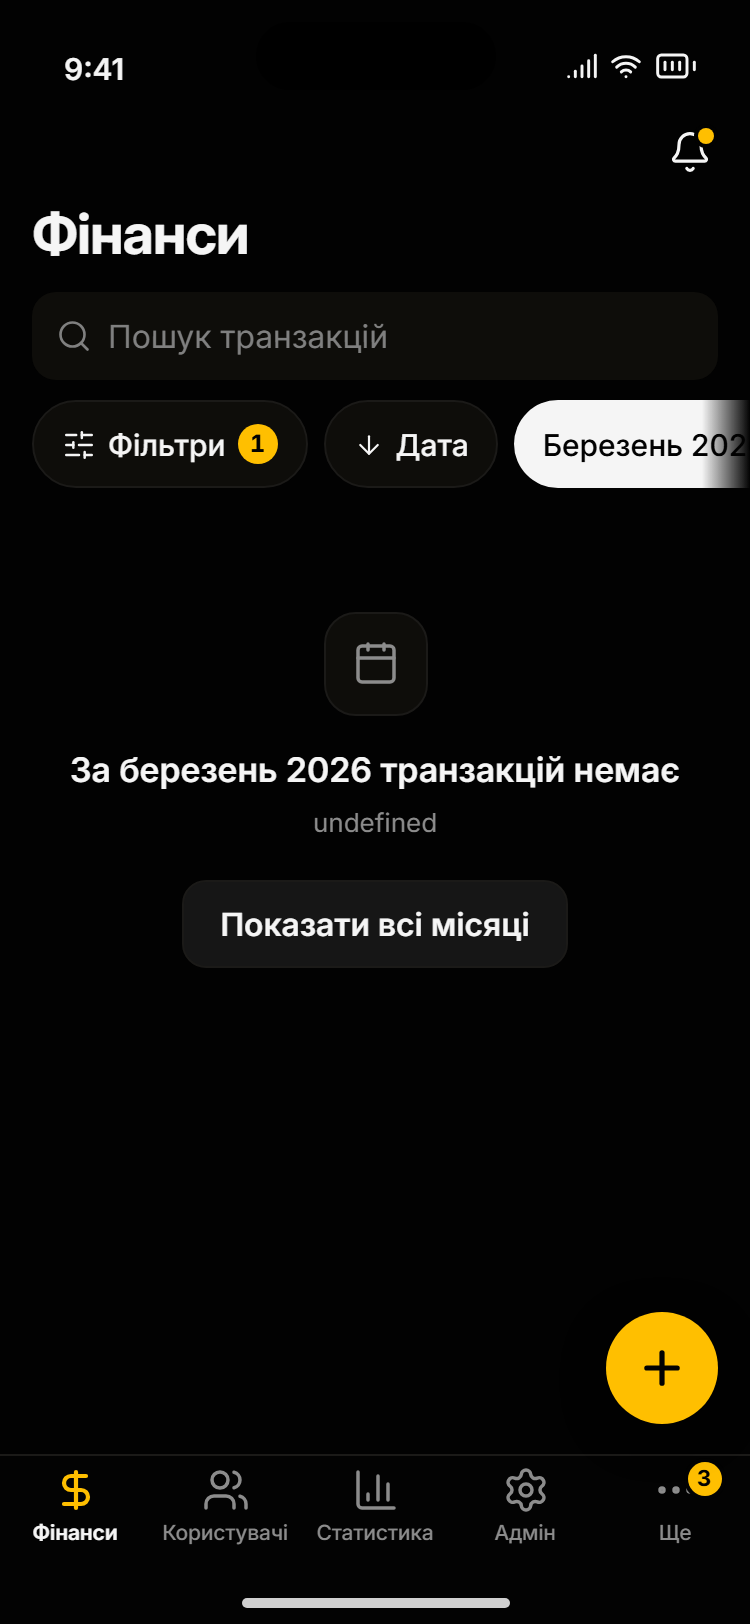 9:41
Фінанси
Пошук транзакцій
Фільтри 1
Дата
Березень 202
За березень 2026 транзакцій немає
undefined
Показати всі місяці
3
Фінанси
Користувачі
Статистика
Адмін
Ще